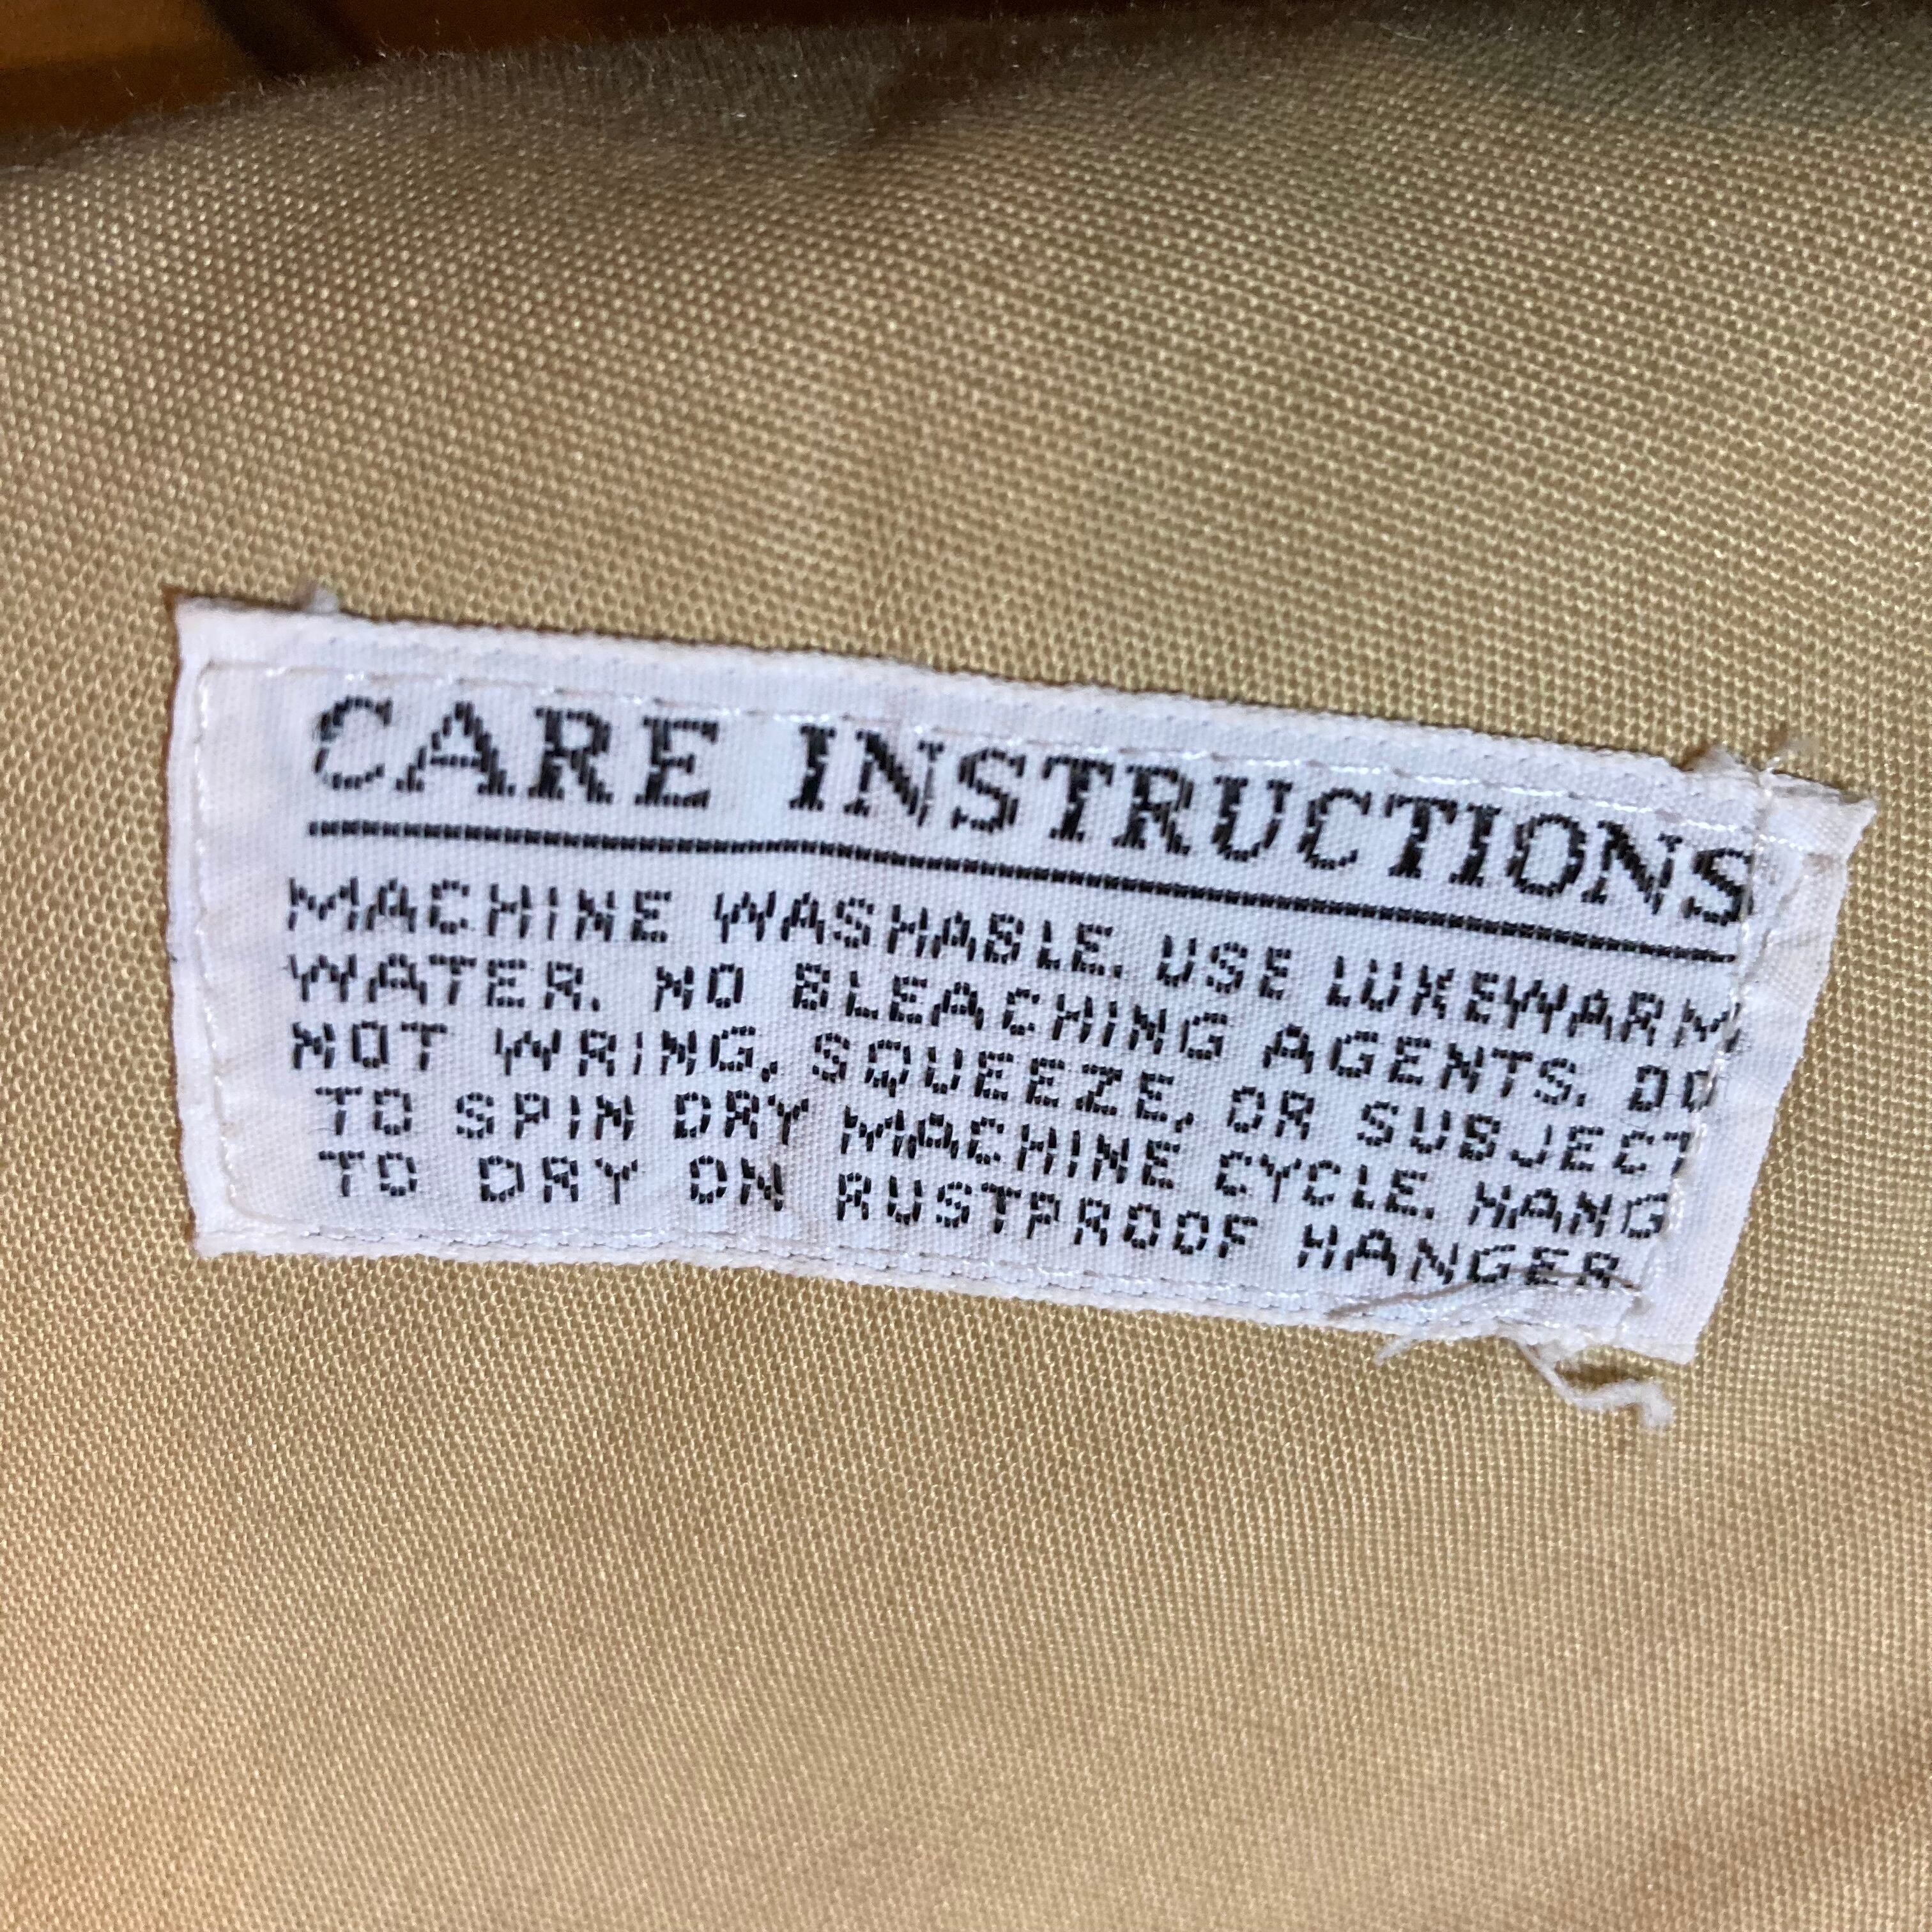 CARE INSTRUCTIONS
MACHINE WASHABLE. USE LUKEWARM
WATER. NO BLEACHING AGENTS. DO
NOT WRING, SQUEEZE, OR SUBJECT
TO SPIN DRY MACHINE CYCLE. HANG
TO DRY ON RUSTPROOF HANGER